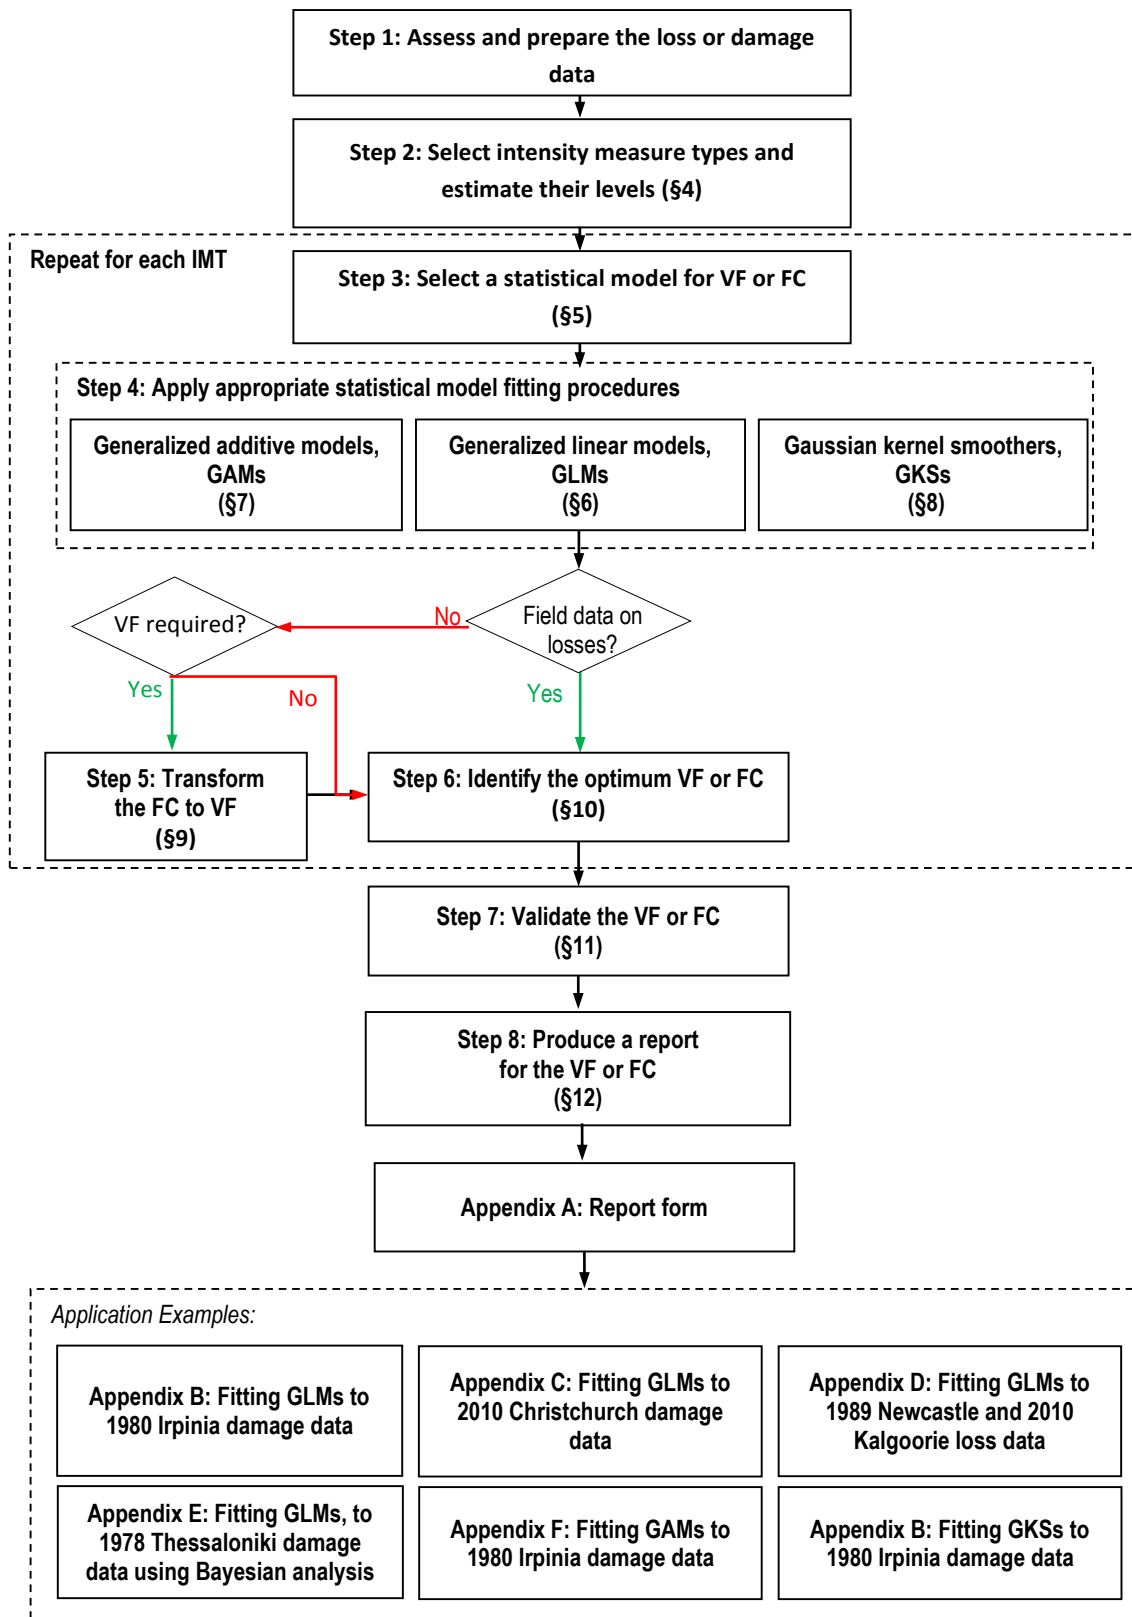 Step 1: Assess and prepare the loss or damage
data
Step 2: Select intensity measure types and
estimate their levels (§4)
Repeat for each IMT
Step 3: Select a statistical model for VF or FC
(§5)
Step 4: Apply appropriate statistical model fitting procedures
Generalized additive models,
GAMs
(§7)
Generalized linear models,
GLMs
(§6)
Gaussian kernel smoothers,
GKSs
(§8)
VF required?
No
Field data on
losses?
Yes
No
Yes
Step 5: Transform
the FC to VF
(§9)
Step 6: Identify the optimum VF or FC
(§10)
Step 7: Validate the VF or FC
(§11)
Step 8: Produce a report
for the VF or FC
(§12)
Appendix A: Report form
Application Examples:
Appendix B: Fitting GLMs to
1980 Irpinia damage data
Appendix C: Fitting GLMs to
2010 Christchurch damage
data
Appendix D: Fitting GLMs to
1989 Newcastle and 2010
Kalgoorie loss data
Appendix E: Fitting GLMs, to
1978 Thessaloniki damage
data using Bayesian analysis
Appendix F: Fitting GAMs to
1980 Irpinia damage data
Appendix B: Fitting GKSs to
1980 Irpinia damage data